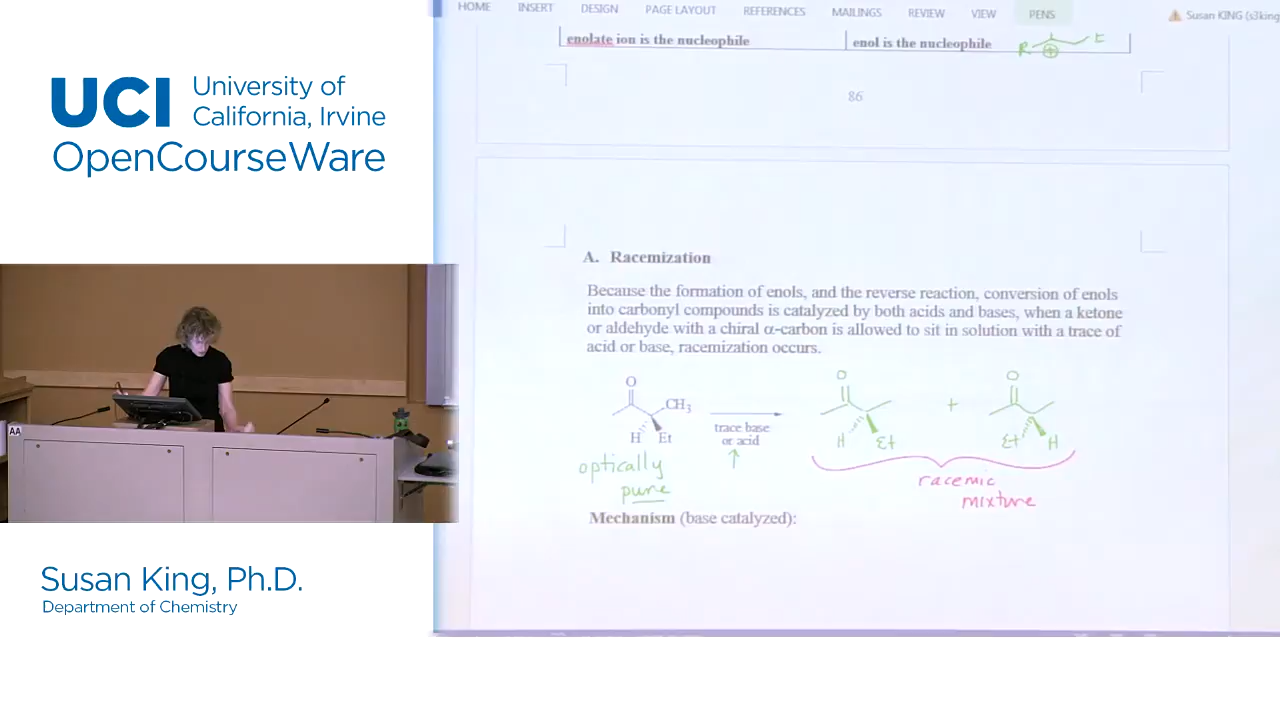 UCI University of
California, Irvine
OpenCourseWare
HOME INSERT DESIGN PAGE LAYOUT REFERENCES MAILINGS REVIEW VIEW PENS
Susan KING (s3king
enolate ion is the nucleophile
enol is the nucleophile
R + E
86
A. Racemization
Because the formation of enols, and the reverse reaction, conversion of enols
into carbonyl compounds is catalyzed by both acids and bases, when a ketone
or aldehyde with a chiral α-carbon is allowed to sit in solution with a trace of
acid or base, racemization occurs.
O
CH3
H Et
trace base
or acid
O
H Et
+
O
Et H
optically
pure
racemic
mixture
Mechanism (base catalyzed):
AA
Susan King, Ph.D.
Department of Chemistry